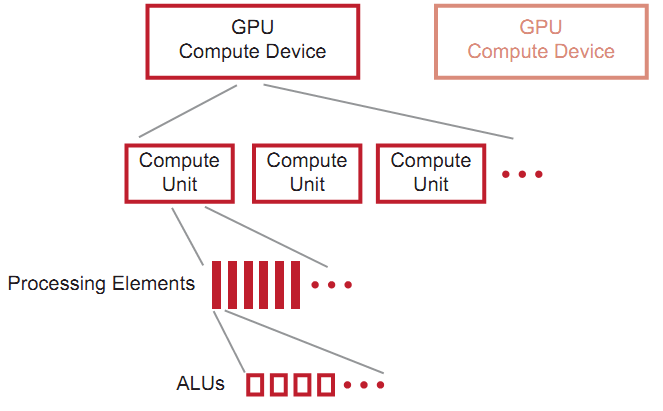 GPU
Compute Device
GPU
Compute Device
Compute
Unit
Compute
Unit
Compute
Unit
Processing Elements
ALUs